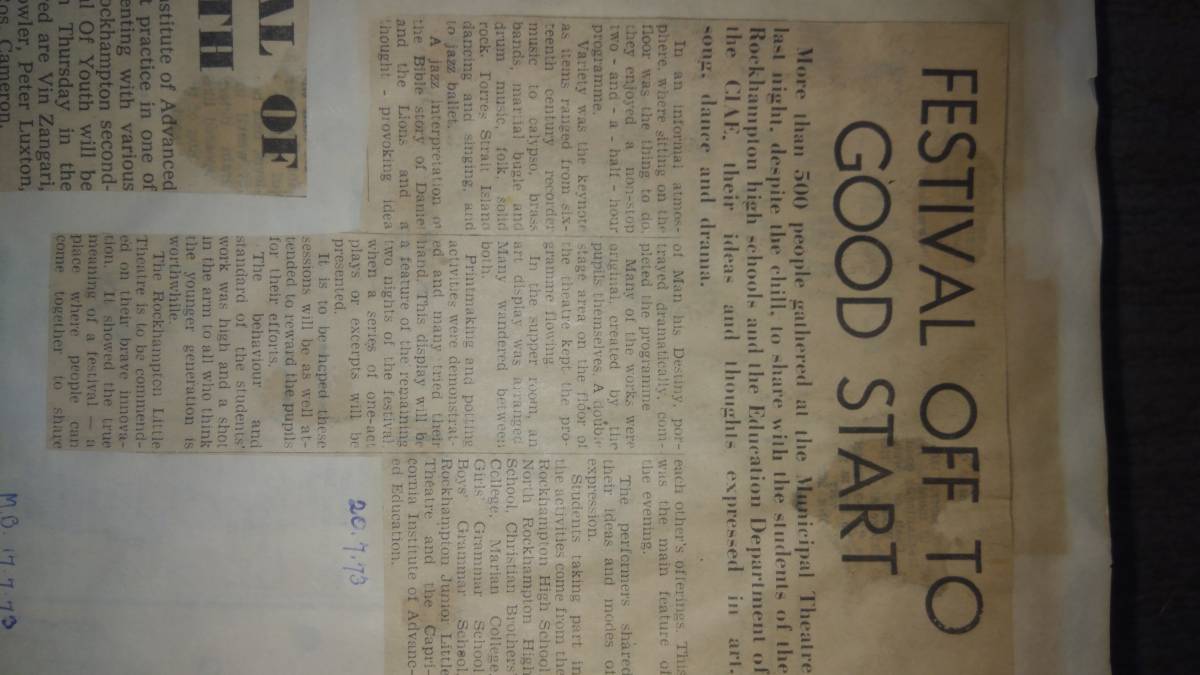 FESTIVAL OFF TO
GOOD START
More than 500 people gathered at the Municipal Theatre
last night, despite the chill, to share with the students of the
Rockhampton high schools and the Education Department of
the CIAE, their ideas and thoughts expressed in art,
song, dance and drama.
In an informal atmos-
phere, where sitting on the
floor was the thing to do,
they enjoyed a non-stop
two - and - a - half - hour
programme.
Variety was the keynote
as items ranged from six-
teenth century recorder
music to calypso, brass
bands, martial bugle and
drum music, folk, solid
rock, Torres Strait Island
dancing and singing, and
to jazz ballet.
A jazz interpretation of
the Bible story of Daniel
and the Lions and a
thought - provoking idea
of Man his Destiny, por-
trayed dramatically, com-
pleted the programme
Many of the works were
original, created by the
pupils themselves. A double
stage area on the floor of
the theatre kept the pro-
gramme flowing.
In the supper room, an
art display was arranged
Many wandered between
both.
Printmaking and potting
activities were demonstrat-
ed and many tried their
hand. This display will be
a feature of the remaining
two nights of the festival
when a series of one-act
plays or excerpts will be
presented.
It is to be hoped these
sessions will be as well at-
tended to reward the pupils
for their efforts.
The behaviour and
standard of the students'
work was high and a shot
in the arm to all who think
the younger generation is
worthwhile.
The Rockhampton Little
Theatre is to be commend-
ed on their brave innova-
tion. It showed the true
meaning of a festival — a
place where people can
come together to share
each other's offerings. This
was the main feature of
the evening.
The performers shared
their ideas and modes of
expression.
Students taking part in
the activities come from the
Rockhampton High School
North Rockhampton High
School, Christian Brothers'
College, Marian College,
Girls' Grammar School
Boys' Grammar School,
Rockhampton Junior Little
Theatre and the Capri-
cornia Institute of Advanc-
ed Education.
20.7.73
AL OF
TH
nstitute of Advanced
t practice in one of
enting with various
ockhampton second-
al Of Youth will be
n Thursday in the
red are Vin Zangari,
owler, Peter Luxton,
os Cameron.
M.B. 17.7.73